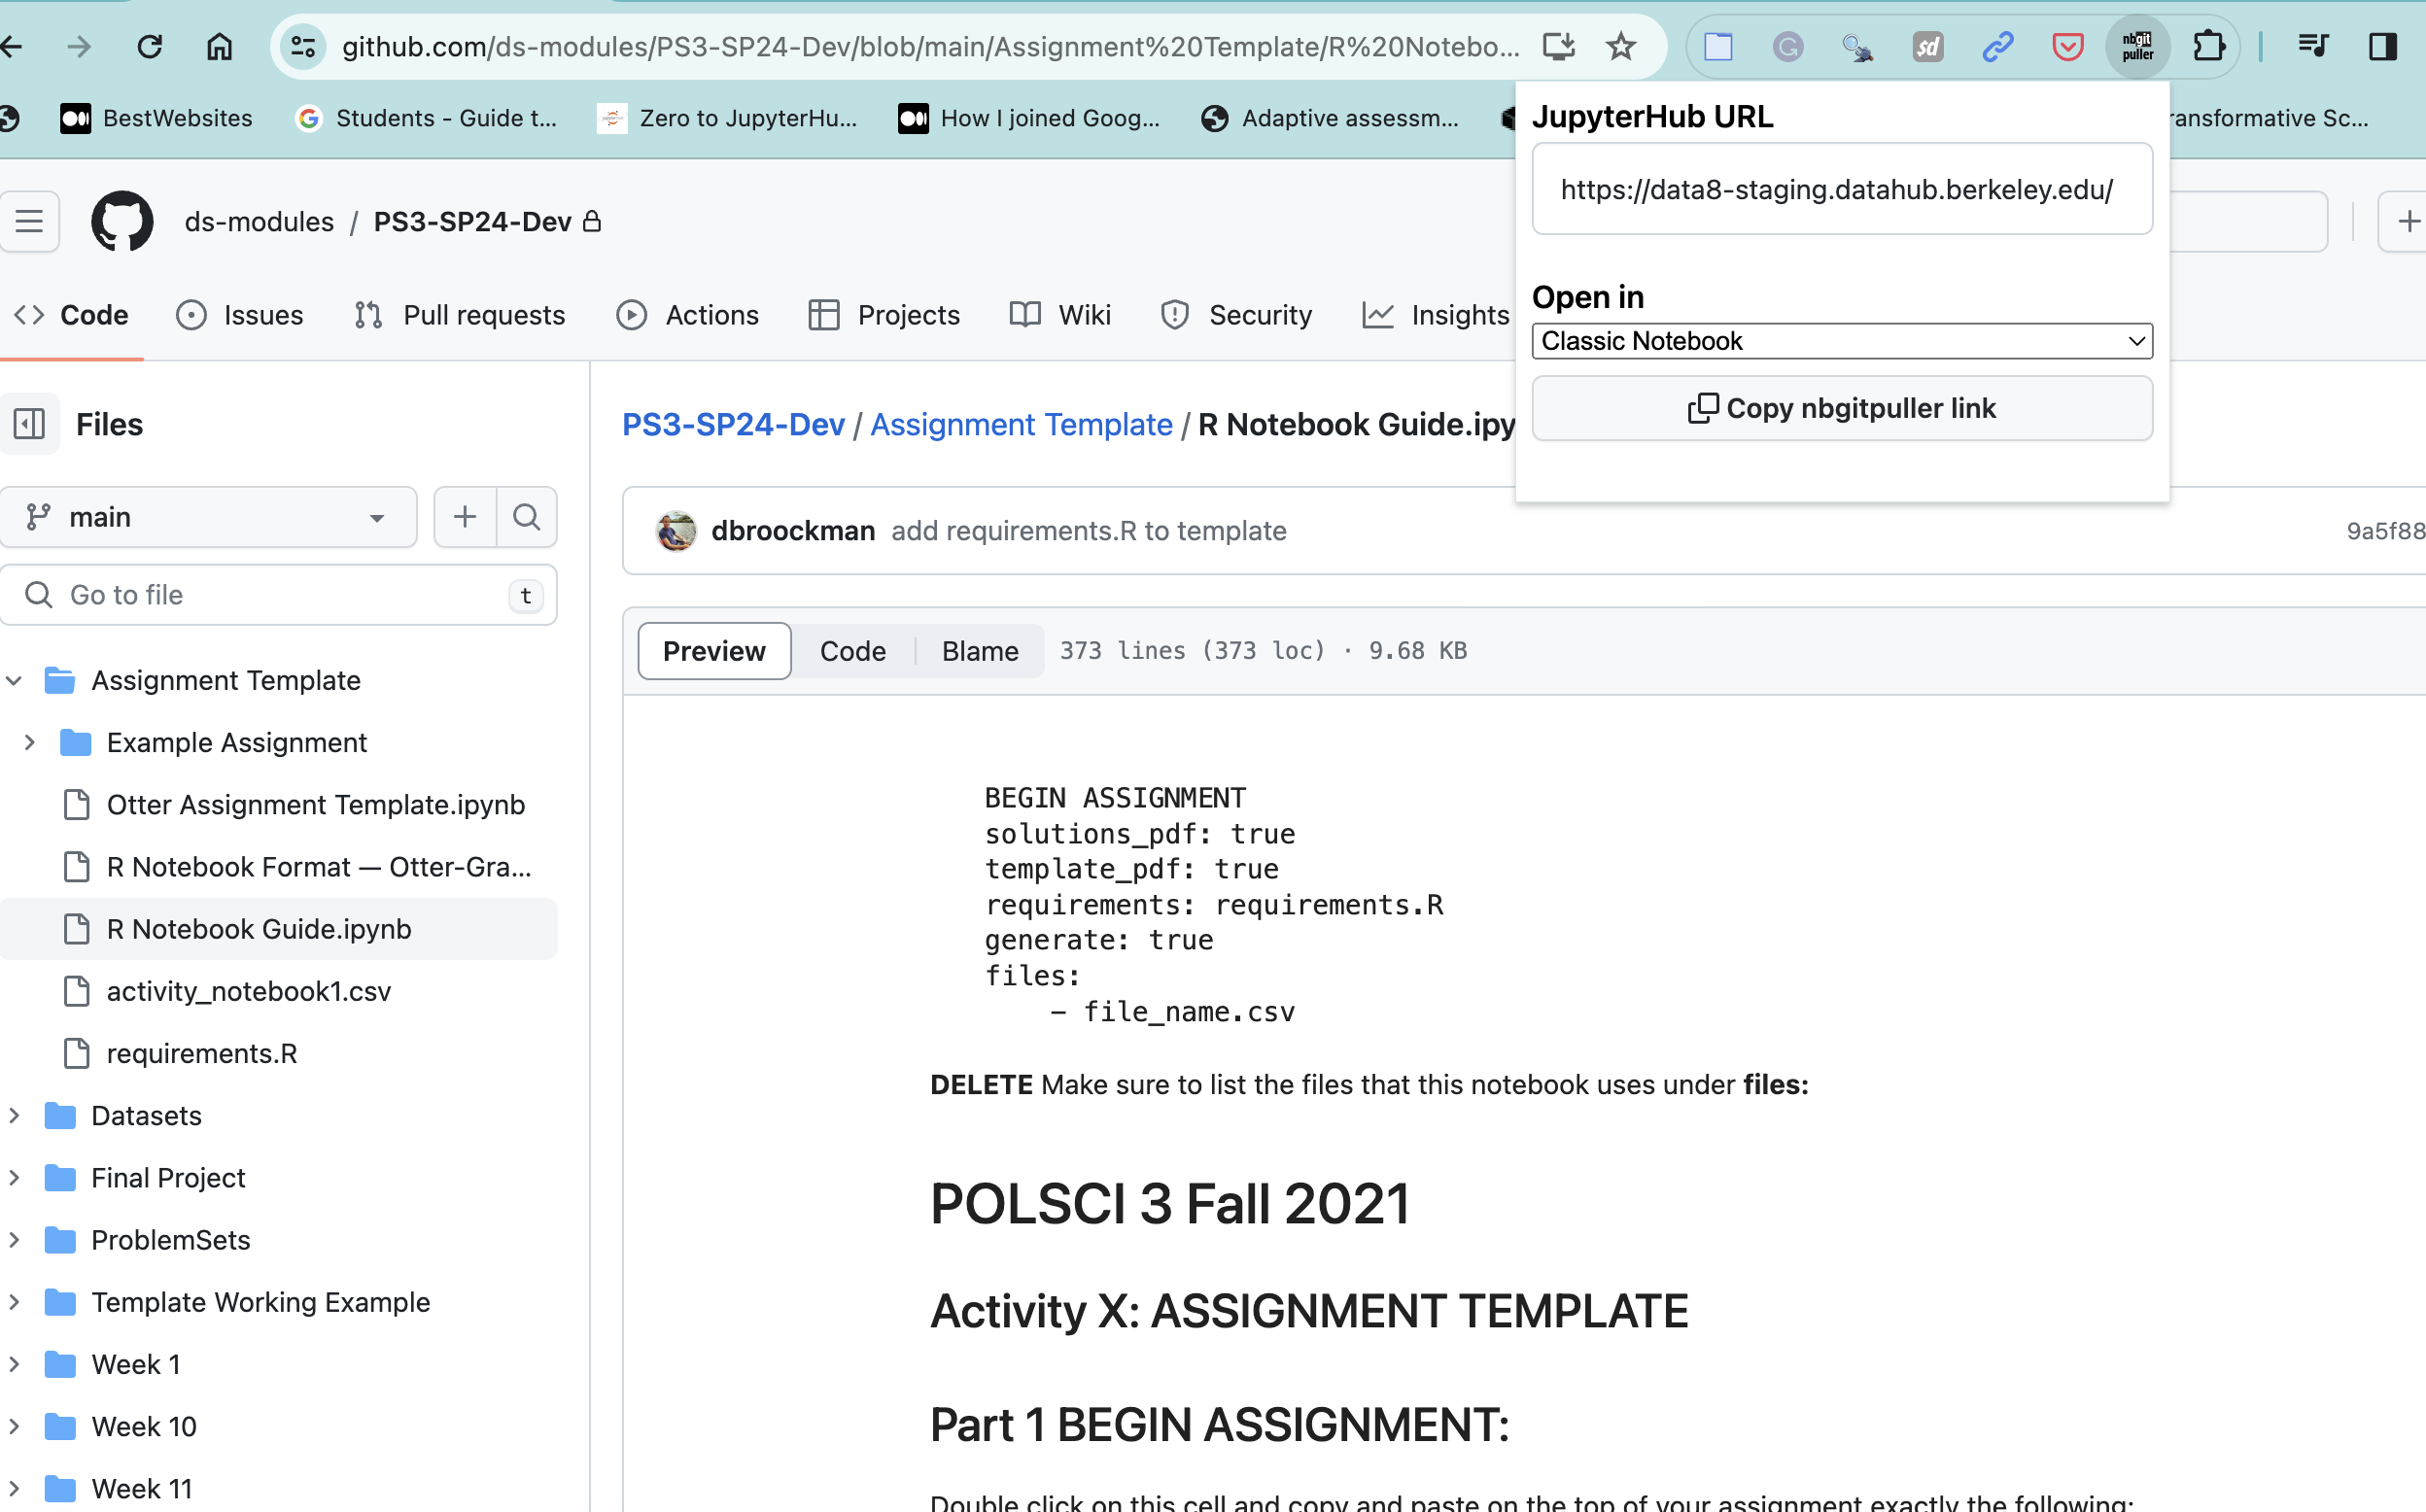 github.com/ds-modules/PS3-SP24-Dev/blob/main/Assignment%20Template/R%20Notebo...
sd
nbgit
puller
BestWebsites
Students - Guide t...
Zero to JupyterHu...
How I joined Goog...
Adaptive assessm...
ransformative Sc...
JupyterHub URL
https://data8-staging.datahub.berkeley.edu/
Open in
Classic Notebook
Copy nbgitpuller link
ds-modules / PS3-SP24-Dev
Code
Issues
Pull requests
Actions
Projects
Wiki
Security
Insights
Files
main
Go to file
t
Assignment Template
Example Assignment
Otter Assignment Template.ipynb
R Notebook Format — Otter-Gra...
R Notebook Guide.ipynb
activity_notebook1.csv
requirements.R
Datasets
Final Project
ProblemSets
Template Working Example
Week 1
Week 10
Week 11
PS3-SP24-Dev / Assignment Template / R Notebook Guide.ipy
dbroockman add requirements.R to template
9a5f88
Preview
Code
Blame
373 lines (373 loc) · 9.68 KB
BEGIN ASSIGNMENT
solutions_pdf: true
template_pdf: true
requirements: requirements.R
generate: true
files:
- file_name.csv
DELETE Make sure to list the files that this notebook uses under files:
POLSCI 3 Fall 2021
Activity X: ASSIGNMENT TEMPLATE
Part 1 BEGIN ASSIGNMENT:
Double click on this cell and copy and paste on the top of your assignment exactly the following: